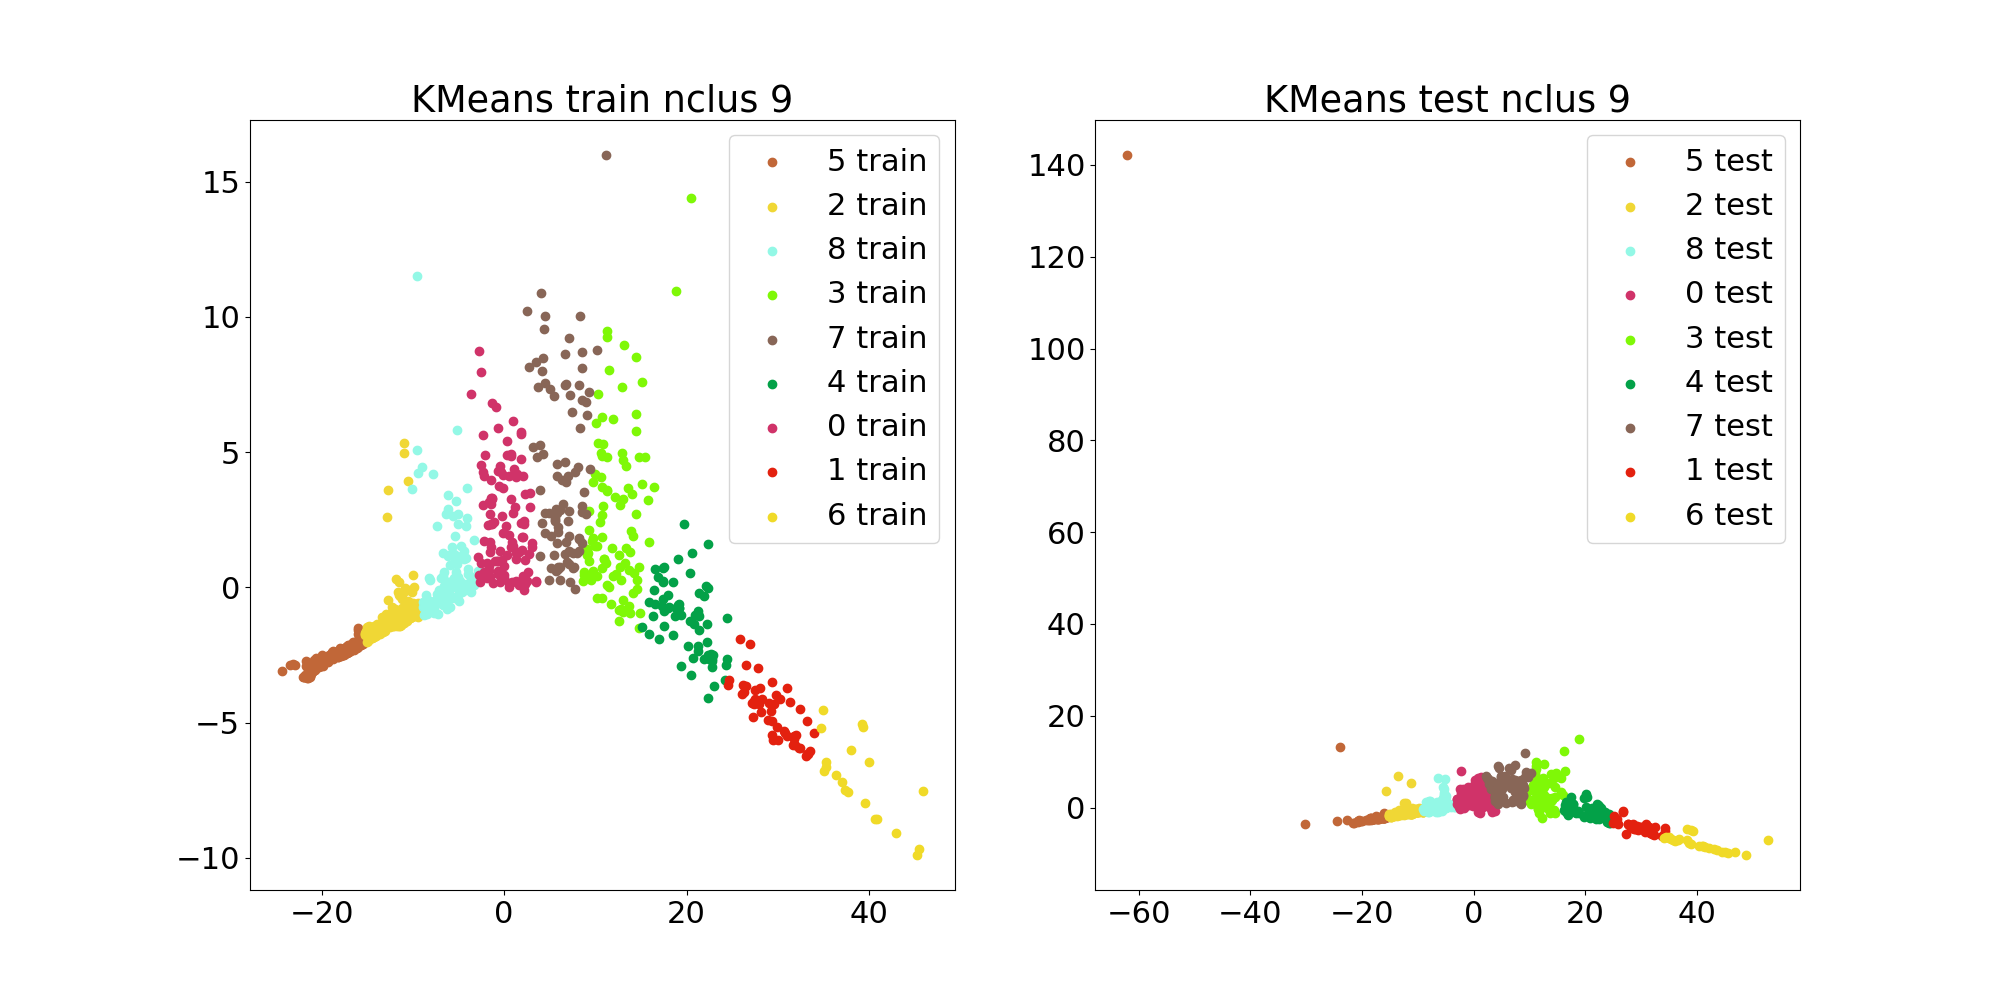 KMeans train nclus 9
15
10
5
0
−5
−10
−20
0
20
40
5 train
2 train
8 train
3 train
7 train
4 train
0 train
1 train
6 train
KMeans test nclus 9
140
120
100
80
60
40
20
0
−60
−40
−20
0
20
40
5 test
2 test
8 test
0 test
3 test
4 test
7 test
1 test
6 test